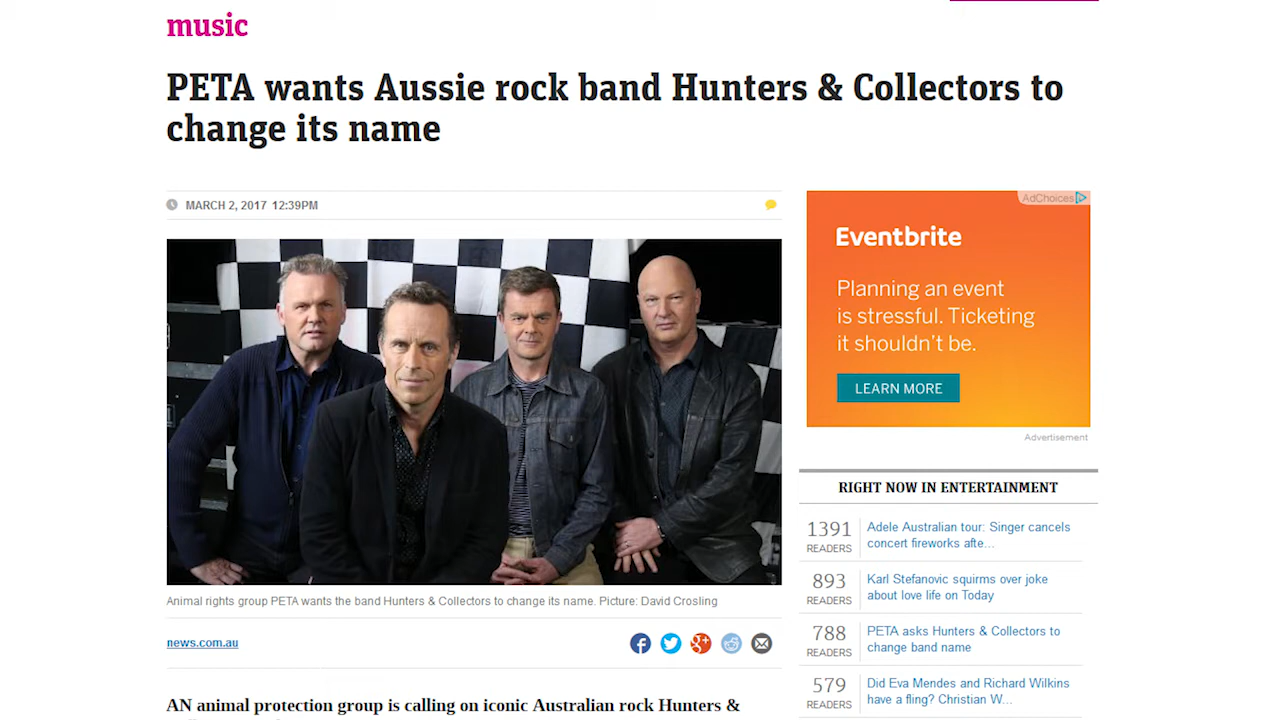 music
PETA wants Aussie rock band Hunters & Collectors to
change its name
MARCH 2, 2017 12:39PM
Animal rights group PETA wants the band Hunters & Collectors to change its name. Picture: David Crosling
news.com.au
AN animal protection group is calling on iconic Australian rock Hunters &
AdChoices
Eventbrite
Planning an event
is stressful. Ticketing
it shouldn't be.
LEARN MORE
Advertisement
RIGHT NOW IN ENTERTAINMENT
1391
READERS
Adele Australian tour: Singer cancels
concert fireworks afte...
893
READERS
Karl Stefanovic squirms over joke
about love life on Today
788
READERS
PETA asks Hunters & Collectors to
change band name
579
READERS
Did Eva Mendes and Richard Wilkins
have a fling? Christian W...